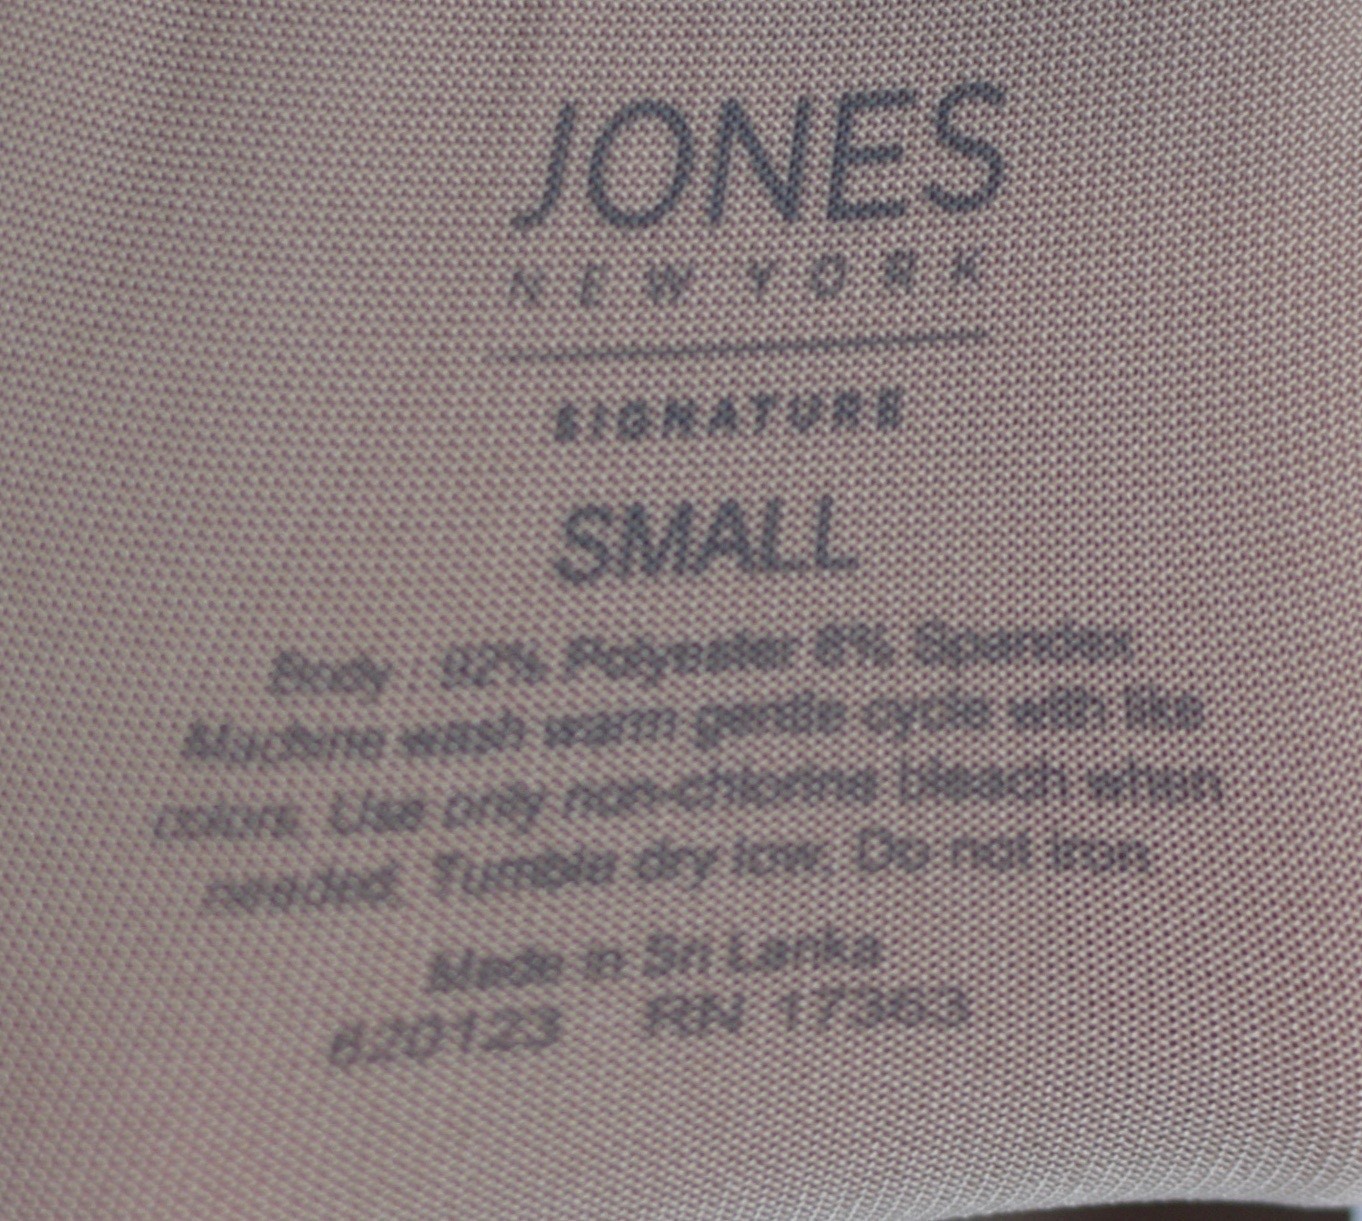 JONES
NEW YORK
SIGNATURE
SMALL
Body : 92% Polyester 8% Spandex
Machine wash warm gentle cycle with like
colors. Use only non-chlorine bleach when
needed. Tumble dry low. Do not iron.
Made in Sri Lanka
620123 RN 17363